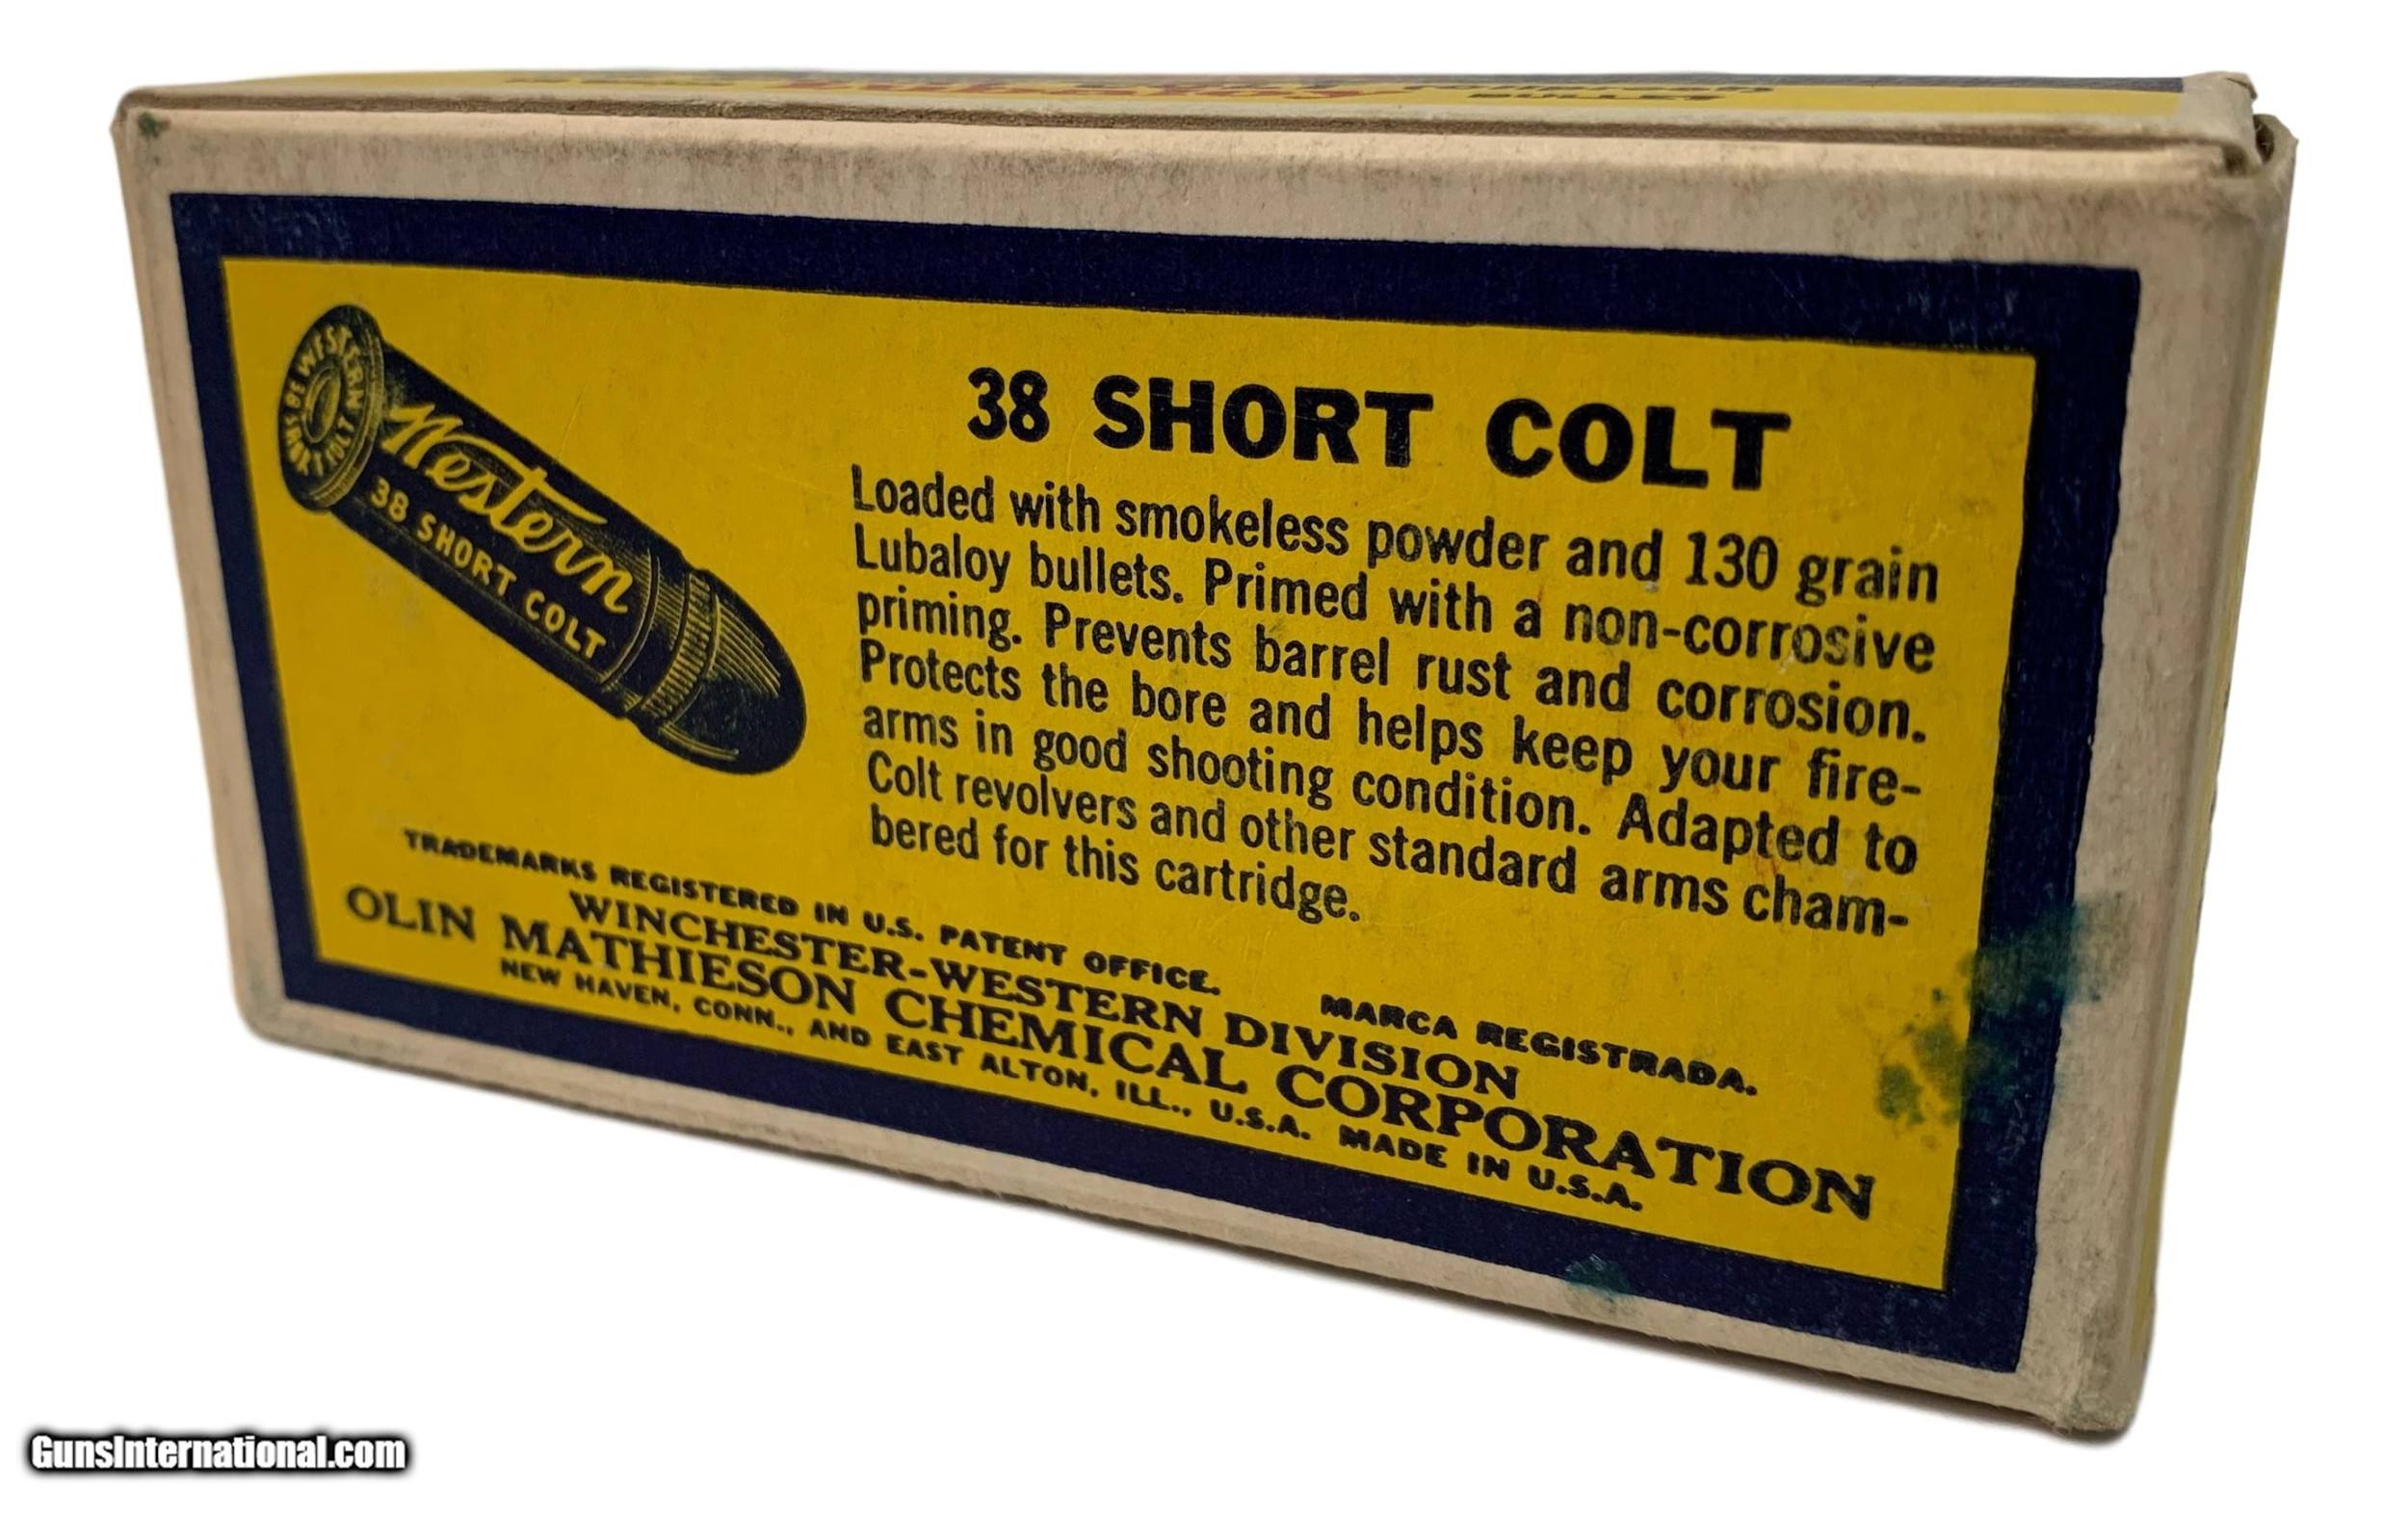 BULLET
38 SHORT COLT
Loaded with smokeless powder and 130 grain
Lubaloy bullets. Primed with a non-corrosive
priming. Prevents barrel rust and corrosion.
Protects the bore and helps keep your fire-
arms in good shooting condition. Adapted to
Colt revolvers and other standard arms cham-
bered for this cartridge.
WESTERN
Western
38 SHORT COLT
TRADEMARKS REGISTERED IN U.S. PATENT OFFICE. MARCA REGISTRADA.
WINCHESTER-WESTERN DIVISION
OLIN MATHIESON CHEMICAL CORPORATION
NEW HAVEN, CONN., AND EAST ALTON, ILL., U.S.A. MADE IN U.S.A.
GunsInternational.com